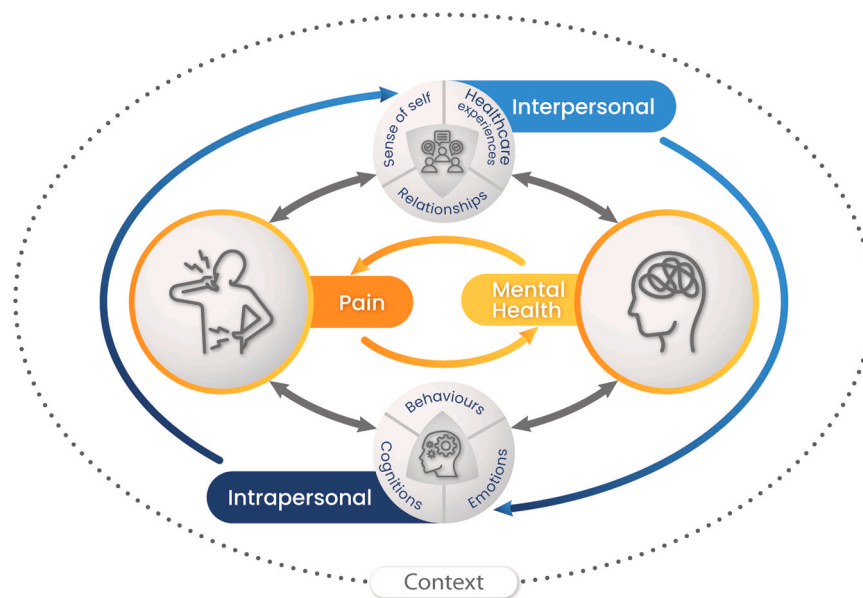 Sense of self
Healthcare
experiences
Relationships
Interpersonal
Pain
Mental
Health
Behaviours
Cognitions
Emotions
Intrapersonal
Context